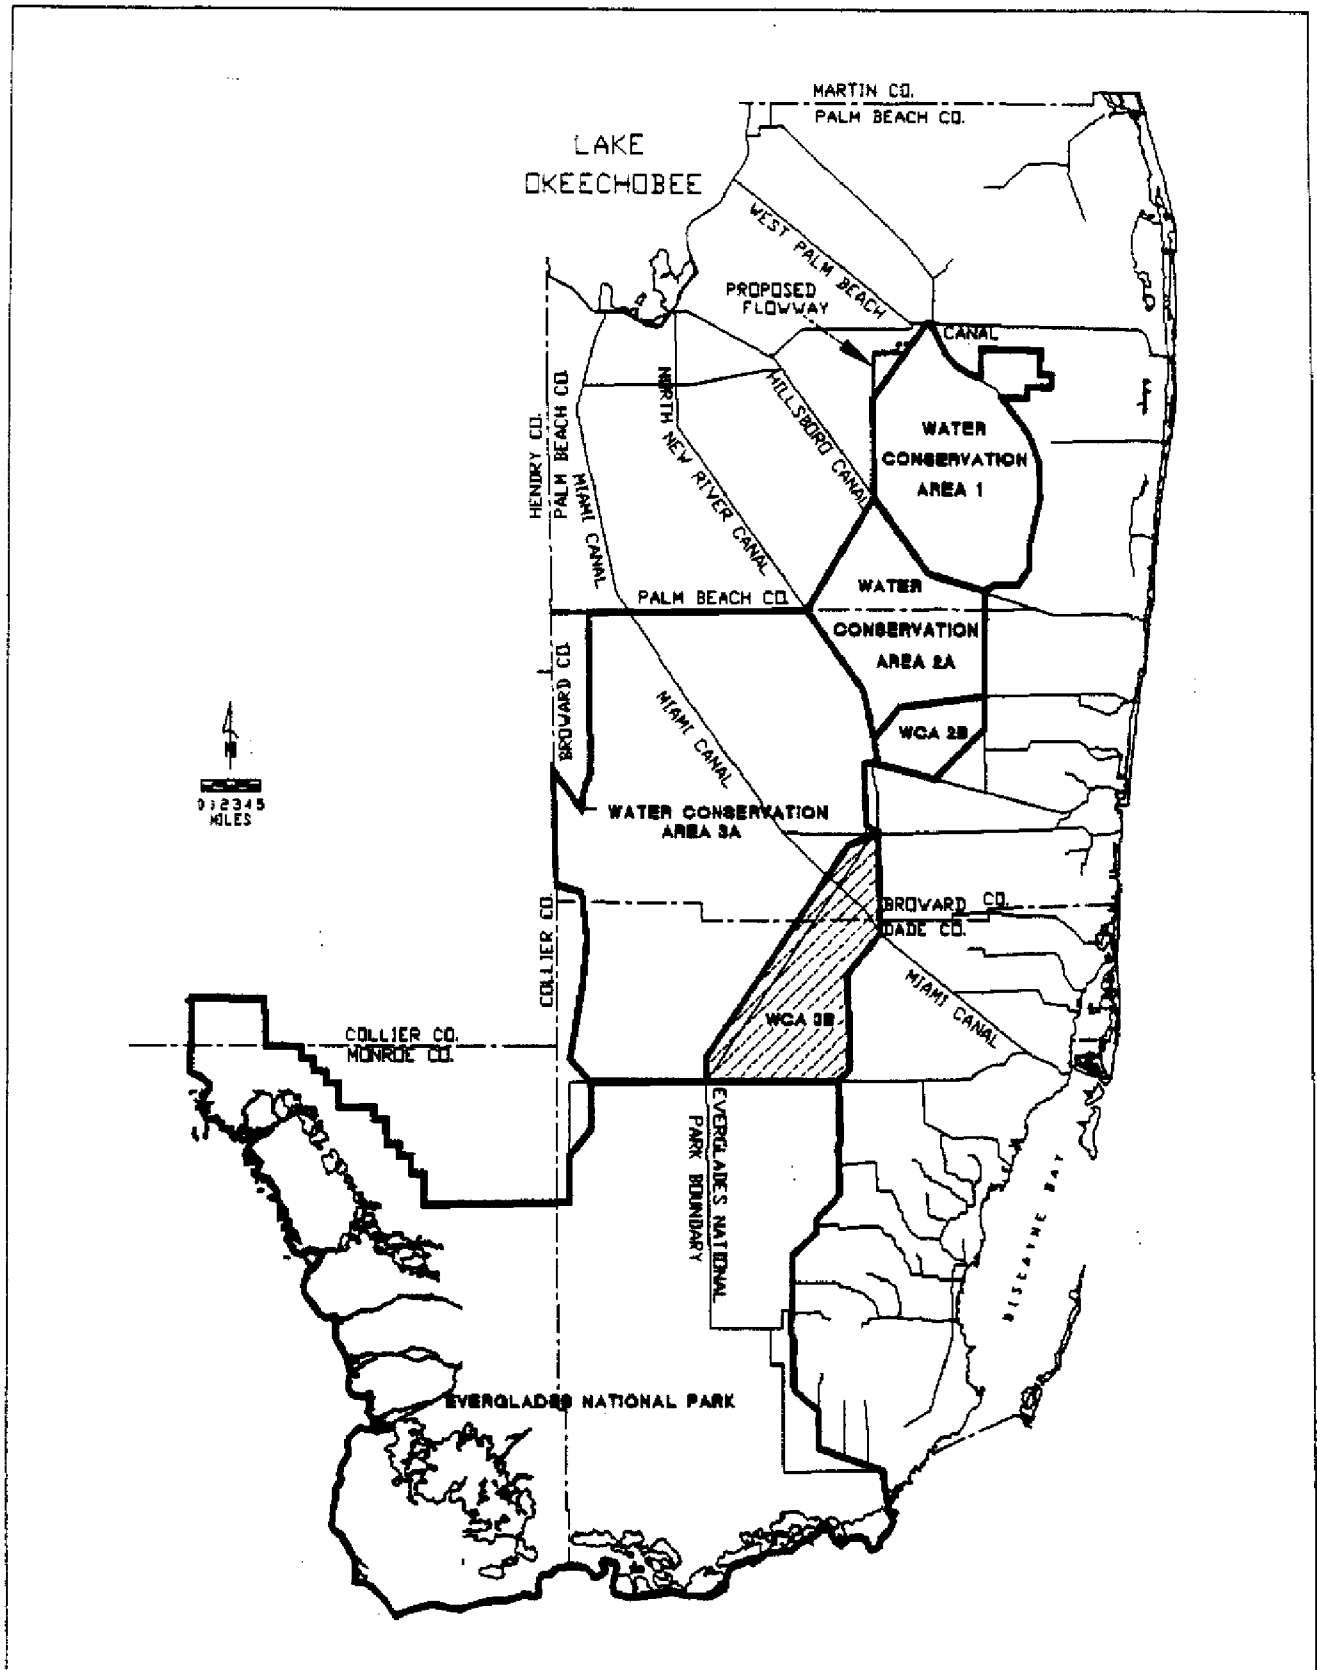 MARTIN CO.
PALM BEACH CO.
LAKE
OKEECHOBEE
WEST PALM BEACH
PROPOSED
FLOWWAY
CANAL
HENDRY CO.
PALM BEACH CO.
MIAMI CANAL
NORTH NEW RIVER CANAL
HILLSBORO CANAL
WATER
CONSERVATION
AREA 1
PALM BEACH CO.
WATER
CONSERVATION
AREA 2A
BROWARD CO.
MIAMI CANAL
WCA 2B
N
0 1 2 3 4 5
MILES
WATER CONSERVATION
AREA 3A
BROWARD CO.
DADE CO.
COLLIER CO.
MIAMI CANAL
WCA 3B
COLLIER CO.
MONROE CO.
EVERGLADES NATIONAL
PARK BOUNDARY
BISCAYNE BAY
EVERGLADES NATIONAL PARK